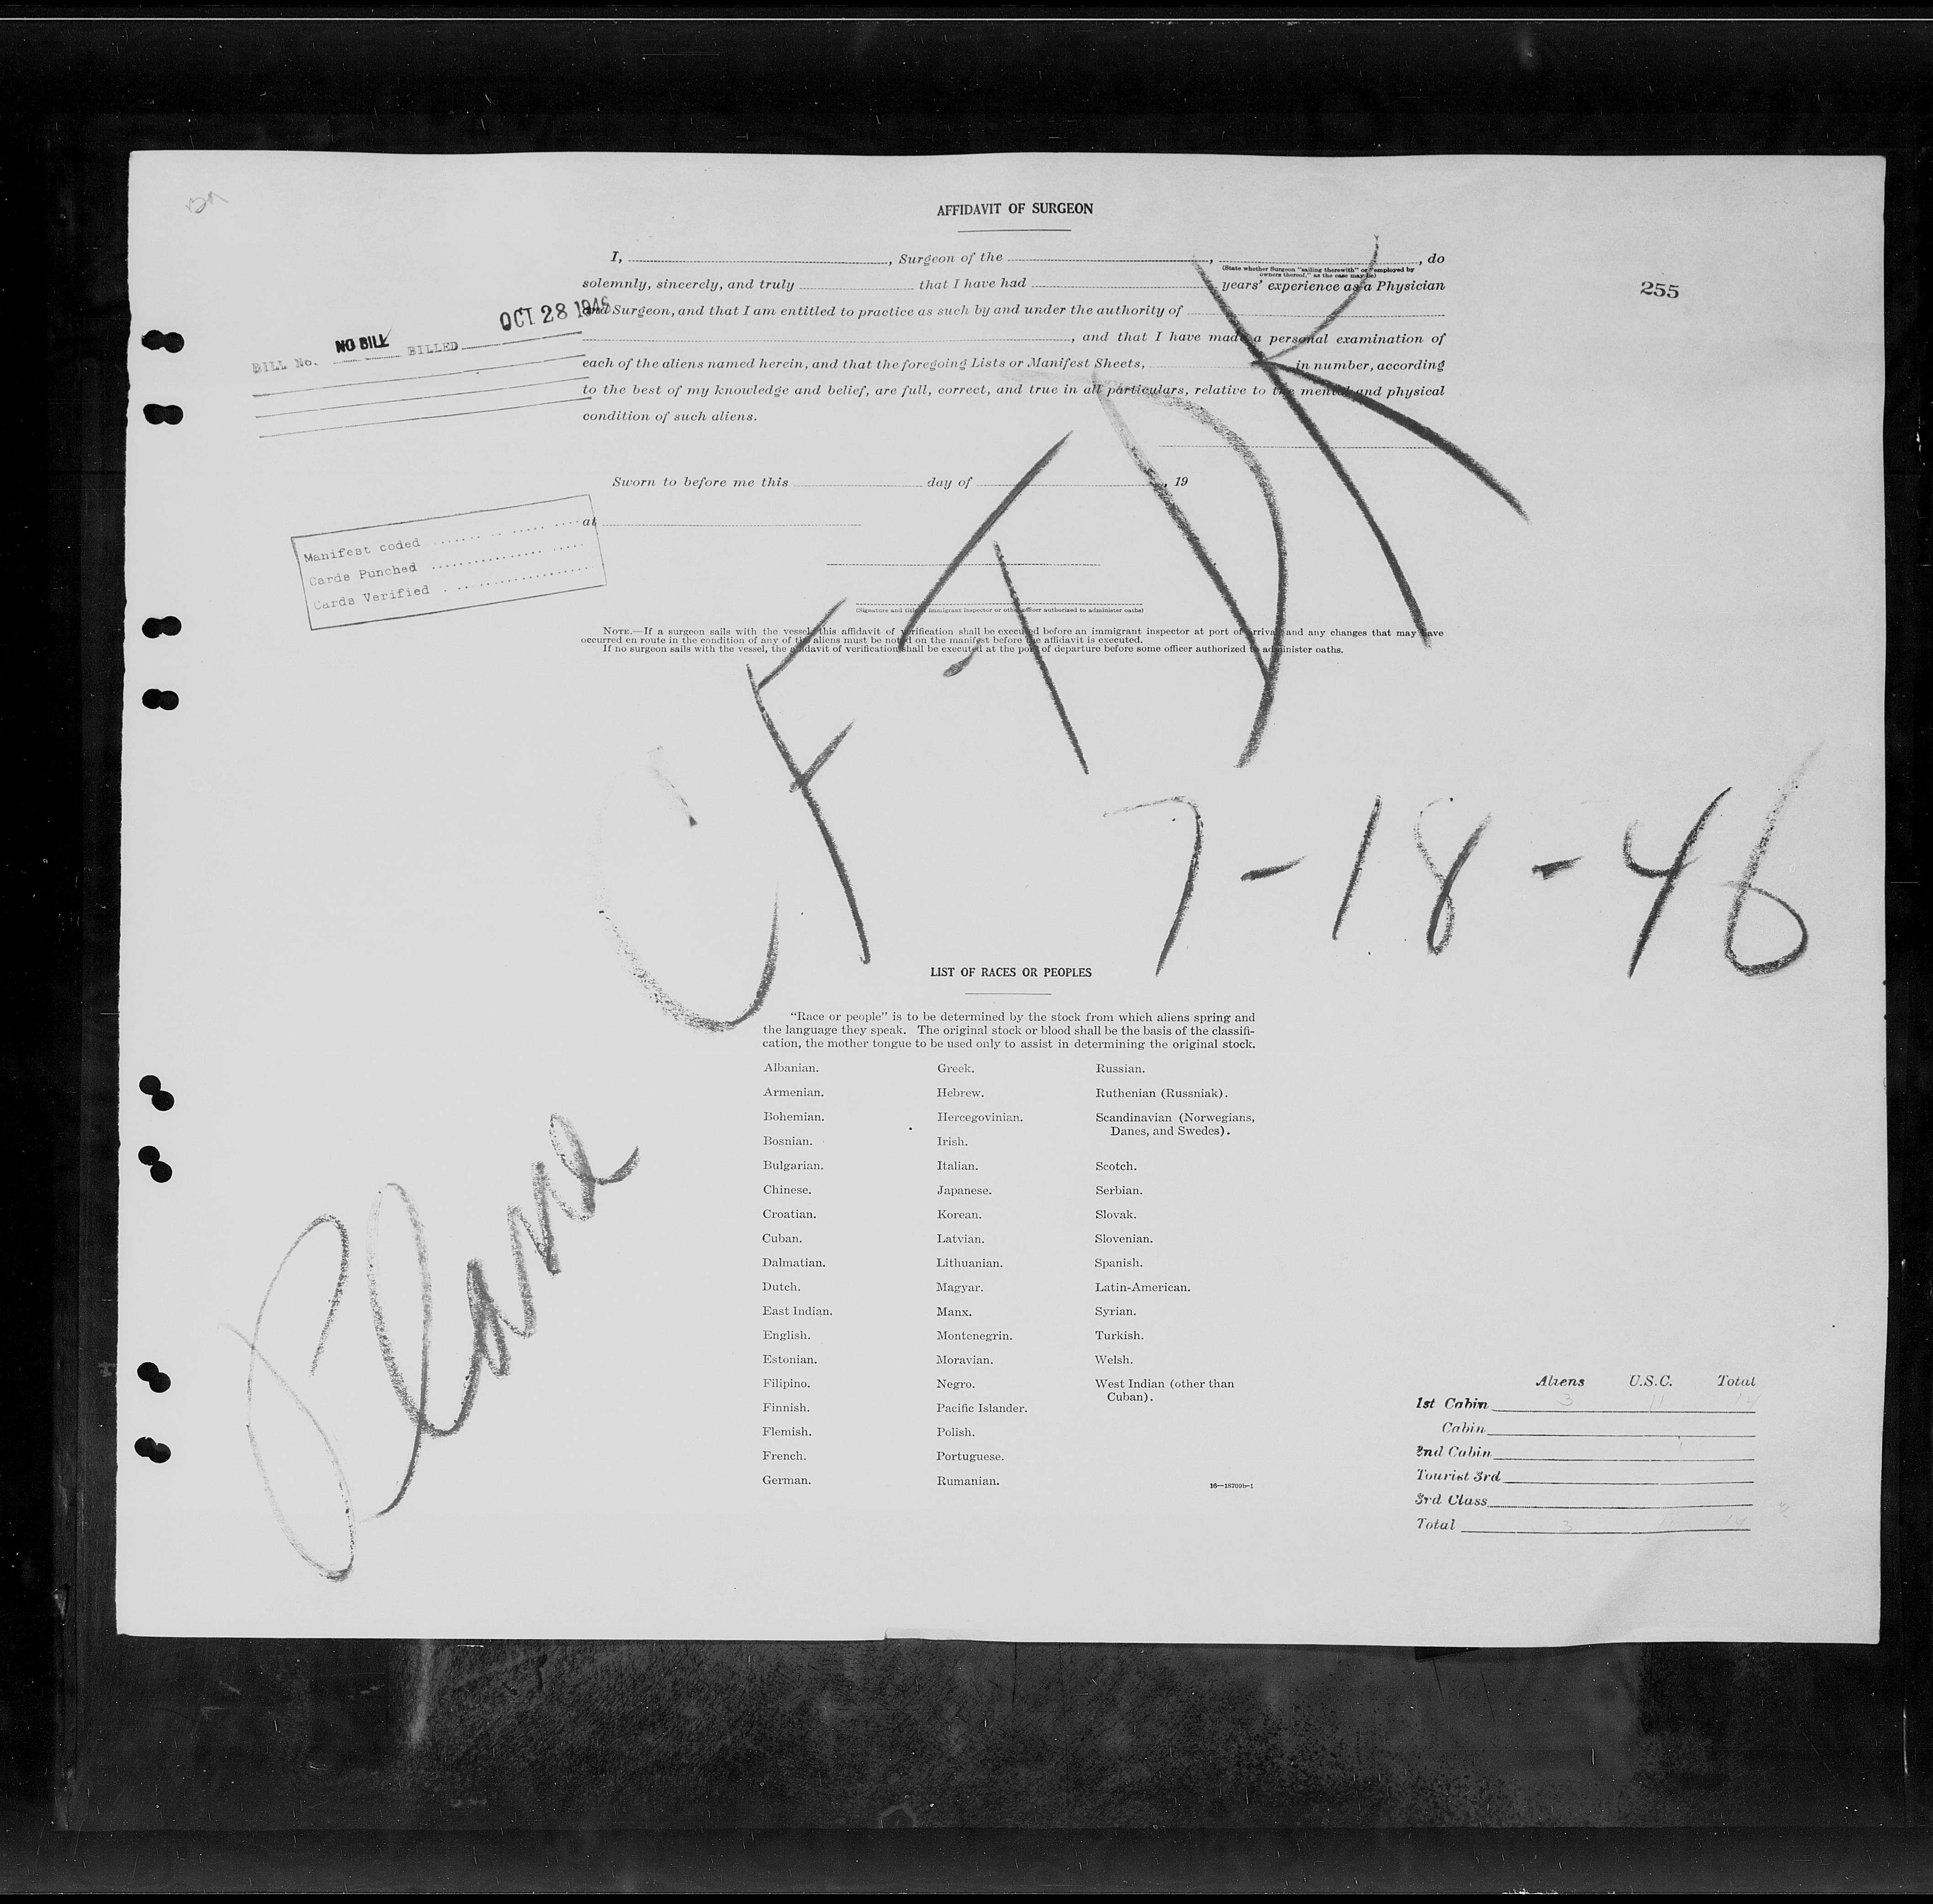 AFFIDAVIT OF SURGEON
I, , Surgeon of the , , do
(State whether Surgeon "sailing therewith" or "employed by owners thereof," as the case may be)
solemnly, sincerely, and truly that I have had years' experience as a Physician
and Surgeon, and that I am entitled to practice as such by and under the authority of
, and that I have made a personal examination of
each of the aliens named herein, and that the foregoing Lists or Manifest Sheets, in number, according
to the best of my knowledge and belief, are full, correct, and true in all particulars, relative to the mental and physical
condition of such aliens.
255
OCT 28 1946
BILL No. NO BILL BILLED
Sworn to before me this day of , 19
at
Manifest coded
Cards Punched
Cards Verified
(Signature and title of immigrant inspector or other officer authorized to administer oaths)
NOTE.—If a surgeon sails with the vessel, this affidavit of verification shall be executed before an immigrant inspector at port of arrival and any changes that may have
occurred en route in the condition of any of the aliens must be noted on the manifest before the affidavit is executed.
If no surgeon sails with the vessel, the affidavit of verification shall be executed at the port of departure before some officer authorized to administer oaths.
CF-ADK
7-18-46
Plane
LIST OF RACES OR PEOPLES
"Race or people" is to be determined by the stock from which aliens spring and
the language they speak. The original stock or blood shall be the basis of the classifi-
cation, the mother tongue to be used only to assist in determining the original stock.
Albanian.
Armenian.
Bohemian.
Bosnian.
Bulgarian.
Chinese.
Croatian.
Cuban.
Dalmatian.
Dutch.
East Indian.
English.
Estonian.
Filipino.
Finnish.
Flemish.
French.
German.
Greek.
Hebrew.
Hercegovinian.
Irish.
Italian.
Japanese.
Korean.
Latvian.
Lithuanian.
Magyar.
Manx.
Montenegrin.
Moravian.
Negro.
Pacific Islander.
Polish.
Portuguese.
Rumanian.
Russian.
Ruthenian (Russniak).
Scandinavian (Norwegians,
Danes, and Swedes).
Scotch.
Serbian.
Slovak.
Slovenian.
Spanish.
Latin-American.
Syrian.
Turkish.
Welsh.
West Indian (other than
Cuban).
16—18709b-1
Aliens U.S.C. Total
1st Cabin 3 11 14
Cabin
2nd Cabin
Tourist 3rd
3rd Class
Total 3 11 14